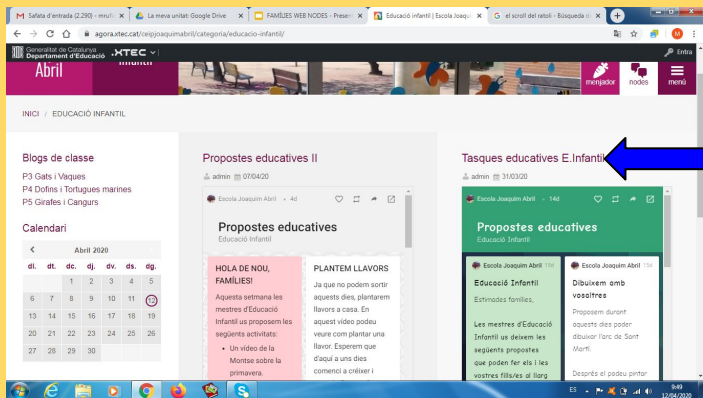 Safata d'entrada (2.290) - mrufi
La meva unitat: Google Drive
FAMÍLIES WEB NODES - Presen
Educació infantil | Escola Joaqui
el scroll del ratolí - Búsqueda d
agora.xtec.cat/ceipjoaquimabril/categoria/educacio-infantil/
Generalitat de Catalunya
Departament d'Educació
.XTEC
Entra
Abril
infantil
menjador
nodes
menú
INICI / EDUCACIÓ INFANTIL
Blogs de classe
P3 Gats i Vaques
P4 Dofins i Tortugues marines
P5 Girafes i Cangurs
Calendari
Abril 2020
dl. dt. dc. dj. dv. ds. dg.
1 2 3 4 5
6 7 8 9 10 11 12
13 14 15 16 17 18 19
20 21 22 23 24 25 26
27 28 29 30
Propostes educatives II
admin 07/04/20
Escola Joaquim Abril • 4d
Propostes educatives
Educació Infantil
HOLA DE NOU,
FAMÍLIES!
Aquesta setmana les
mestres d'Educació
Infantil us proposem les
següents activitats:
• Un vídeo de la
Montse sobre la
primavera.
PLANTEM LLAVORS
Ja que no podem sortir
aquests dies, plantarem
llavors a casa. En
aquest vídeo podeu
veure com plantar una
llavor. Esperem que
d'aquí a uns dies
comenci a créixer i
Tasques educatives E.Infantil
admin 31/03/20
Escola Joaquim Abril • 14d
Propostes educatives
Educació Infantil
Escola Joaquim Abril
Educació Infantil
Estimades famílies,
Les mestres d'Educació
Infantil us deixem les
següents propostes
que poden fer els i les
vostres fills/es al llarg
Escola Joaquim Abril 15d
Dibuixem amb
vosaltres
Proposem durant
aquests dies poder
dibuixar l'arc de Sant
Martí.
Després el podeu pintar
ES
9:49
12/04/2020